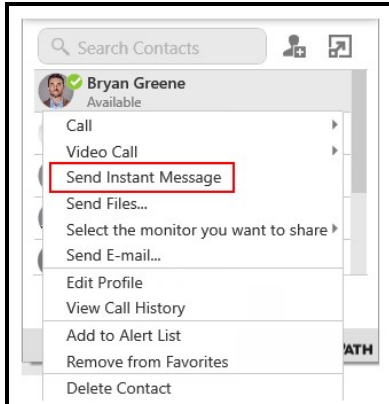 Search Contacts
Bryan Greene
Available
Call
Video Call
Send Instant Message
Send Files...
Select the monitor you want to share
Send E-mail...
Edit Profile
View Call History
Add to Alert List
ATH
Remove from Favorites
Delete Contact